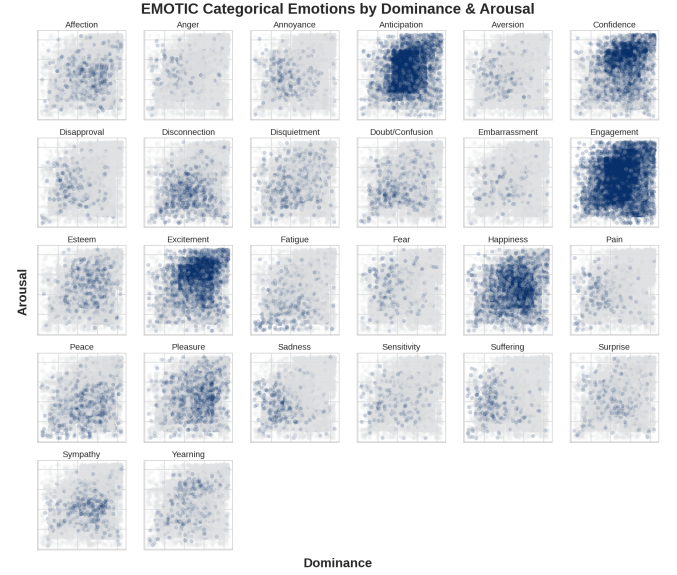 EMOTIC Categorical Emotions by Dominance & Arousal
Affection
Anger
Annoyance
Anticipation
Aversion
Confidence
Disapproval
Disconnection
Disquietment
Doubt/Confusion
Embarrassment
Engagement
Esteem
Excitement
Fatigue
Fear
Happiness
Pain
Arousal
Peace
Pleasure
Sadness
Sensitivity
Suffering
Surprise
Sympathy
Yearning
Dominance